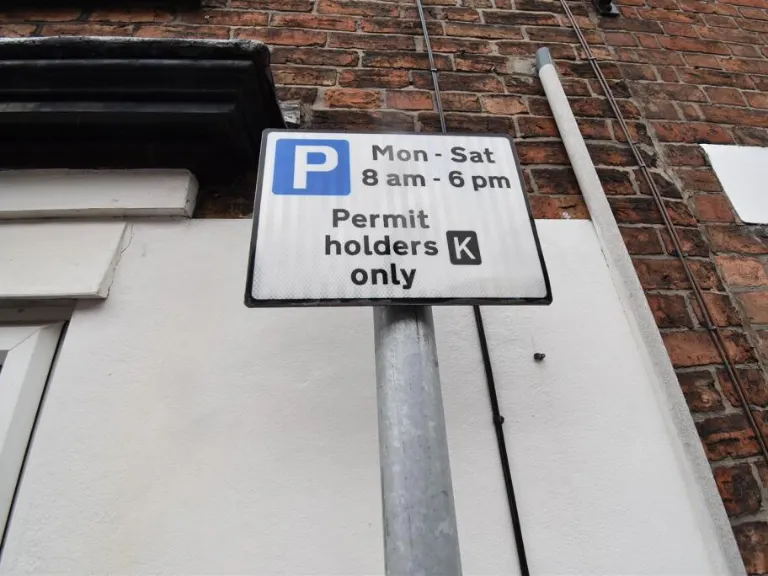 P Mon - Sat
8 am - 6 pm
Permit
holders K
only